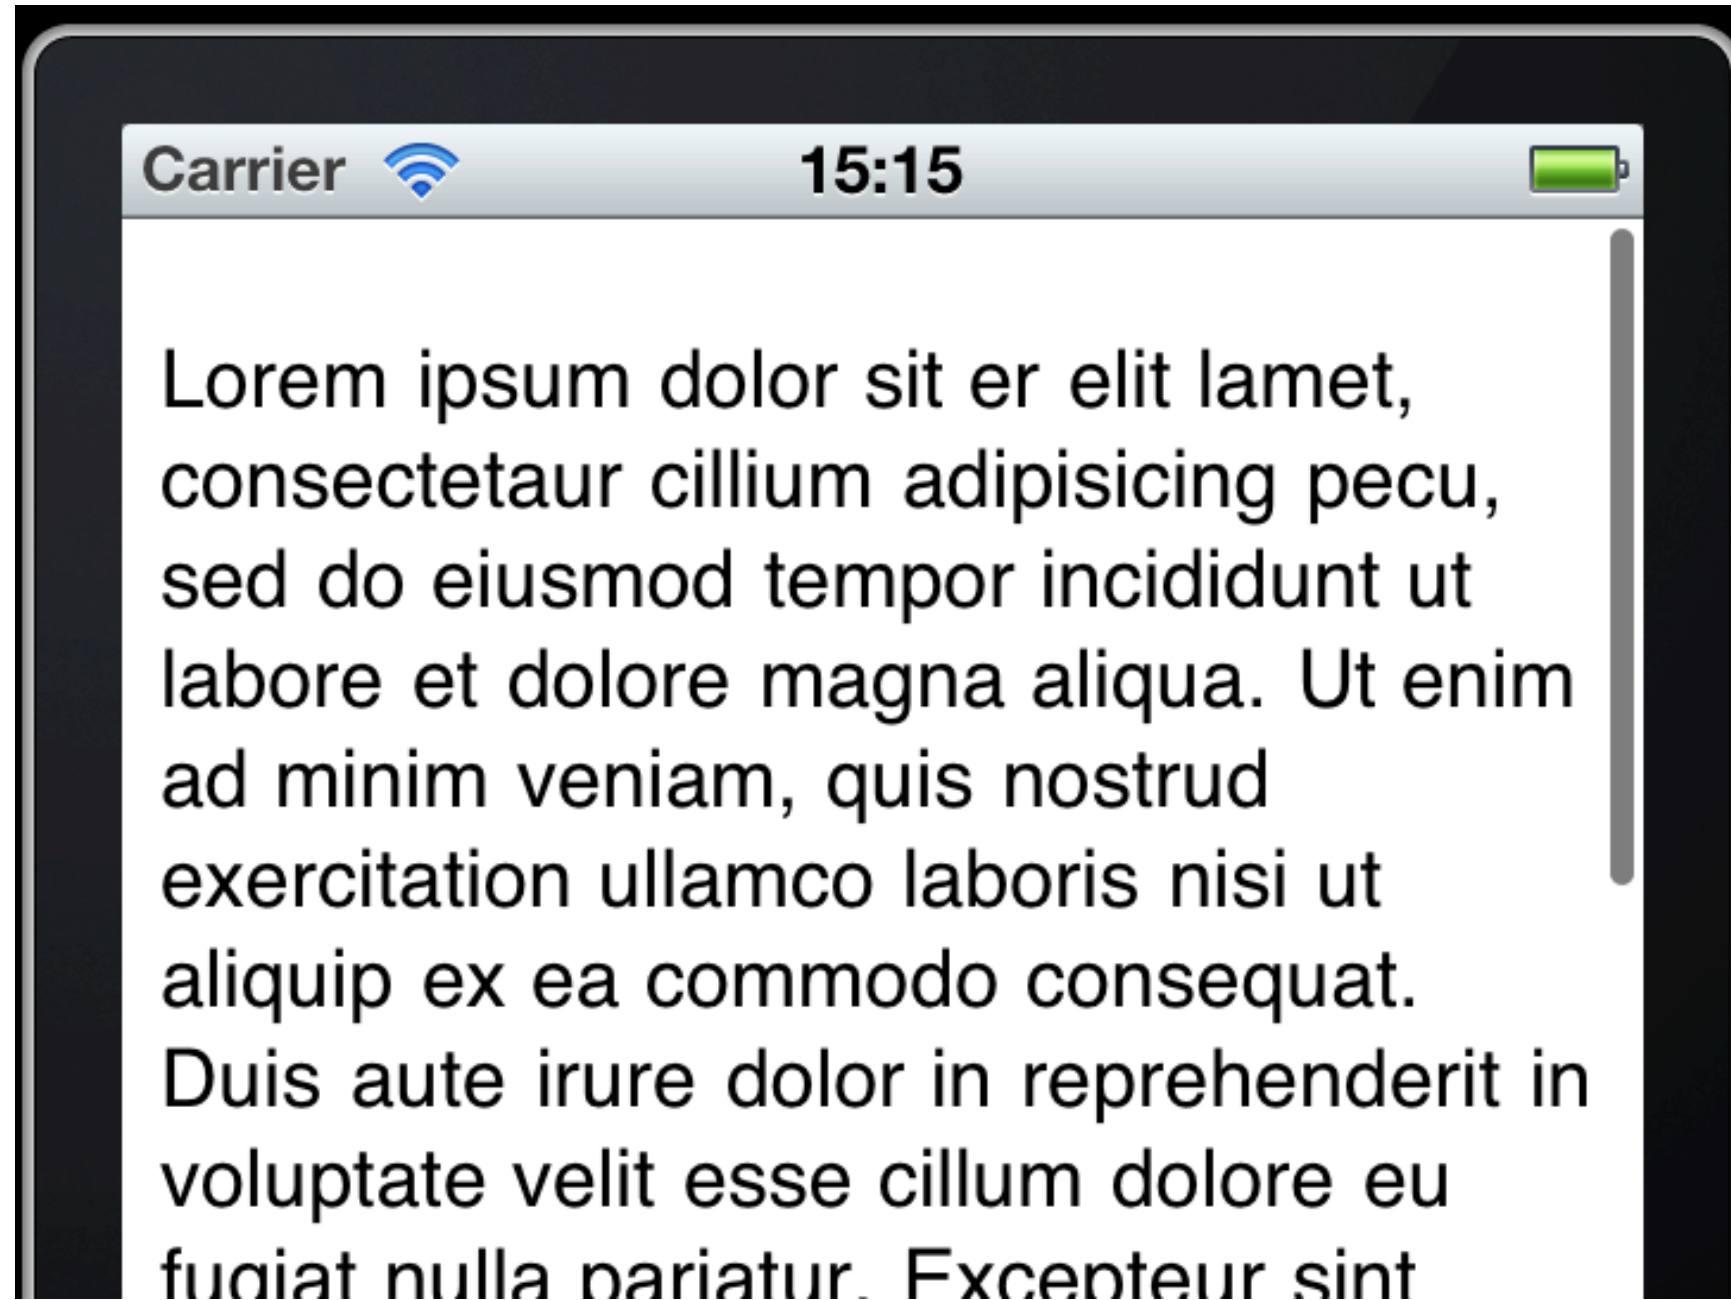 Carrier 15:15
Lorem ipsum dolor sit er elit lamet,
consectetaur cillium adipisicing pecu,
sed do eiusmod tempor incididunt ut
labore et dolore magna aliqua. Ut enim
ad minim veniam, quis nostrud
exercitation ullamco laboris nisi ut
aliquip ex ea commodo consequat.
Duis aute irure dolor in reprehenderit in
voluptate velit esse cillum dolore eu
fugiat nulla pariatur. Excepteur sint